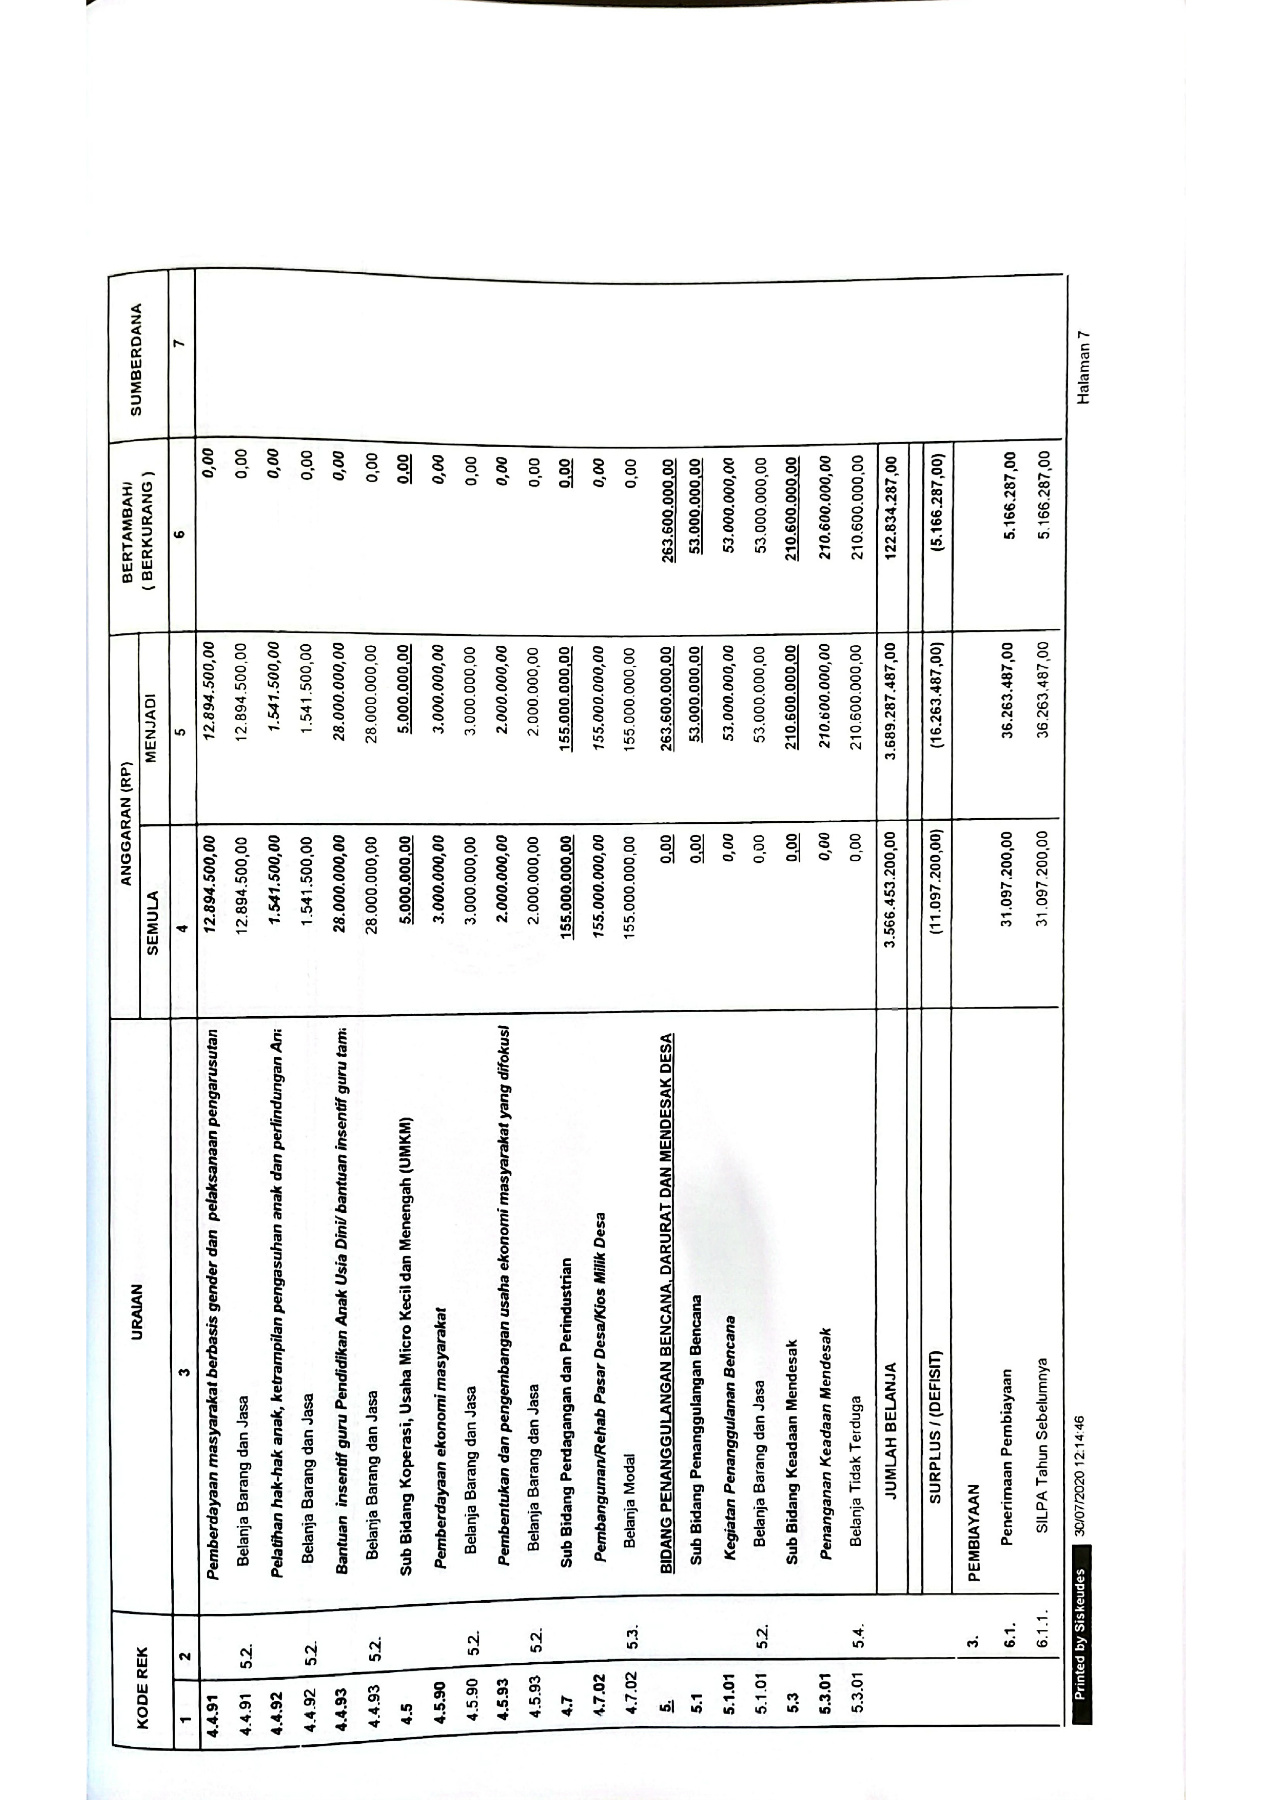 KODE REK URAIAN ANGGARAN (RP) BERTAMBAH/ ( BERKURANG ) SUMBERDANA
SEMULA MENJADI
1 2 3 4 5 6 7
4.4.91 Pemberdayaan masyarakat berbasis gender dan pelaksanaan pengarusutan 12.894.500,00 12.894.500,00 0,00
4.4.91 5.2. Belanja Barang dan Jasa 12.894.500,00 12.894.500,00 0,00
4.4.92 Pelatihan hak-hak anak, ketrampilan pengasuhan anak dan perlindungan Ana 1.541.500,00 1.541.500,00 0,00
4.4.92 5.2. Belanja Barang dan Jasa 1.541.500,00 1.541.500,00 0,00
4.4.93 Bantuan insentif guru Pendidikan Anak Usia Dini/ bantuan insentif guru tama 28.000.000,00 28.000.000,00 0,00
4.4.93 5.2. Belanja Barang dan Jasa 28.000.000,00 28.000.000,00 0,00
4.5 Sub Bidang Koperasi, Usaha Micro Kecil dan Menengah (UMKM) 5.000.000,00 5.000.000,00 0,00
4.5.90 Pemberdayaan ekonomi masyarakat 3.000.000,00 3.000.000,00 0,00
4.5.90 5.2. Belanja Barang dan Jasa 3.000.000,00 3.000.000,00 0,00
4.5.93 Pembentukan dan pengembangan usaha ekonomi masyarakat yang difokusl 2.000.000,00 2.000.000,00 0,00
4.5.93 5.2. Belanja Barang dan Jasa 2.000.000,00 2.000.000,00 0,00
4.7 Sub Bidang Perdagangan dan Perindustrian 155.000.000,00 155.000.000,00 0,00
4.7.02 Pembangunan/Rehab Pasar Desa/Kios Milik Desa 155.000.000,00 155.000.000,00 0,00
4.7.02 5.3. Belanja Modal 155.000.000,00 155.000.000,00 0,00
5. BIDANG PENANGGULANGAN BENCANA, DARURAT DAN MENDESAK DESA 0,00 263.600.000,00 263.600.000,00
5.1 Sub Bidang Penanggulangan Bencana 0,00 53.000.000,00 53.000.000,00
5.1.01 Kegiatan Penanggulanan Bencana 0,00 53.000.000,00 53.000.000,00
5.1.01 5.2. Belanja Barang dan Jasa 0,00 53.000.000,00 53.000.000,00
5.3 Sub Bidang Keadaan Mendesak 0,00 210.600.000,00 210.600.000,00
5.3.01 Penanganan Keadaan Mendesak 0,00 210.600.000,00 210.600.000,00
5.3.01 5.4. Belanja Tidak Terduga 0,00 210.600.000,00 210.600.000,00
JUMLAH BELANJA 3.566.453.200,00 3.689.287.487,00 122.834.287,00
SURPLUS / (DEFISIT) (11.097.200,00) (16.263.487,00) (5.166.287,00)
3. PEMBIAYAAN
6.1. Penerimaan Pembiayaan 31.097.200,00 36.263.487,00 5.166.287,00
6.1.1. SILPA Tahun Sebelumnya 31.097.200,00 36.263.487,00 5.166.287,00
Printed by Siskeudes 30/07/2020 12:14:46 Halaman 7